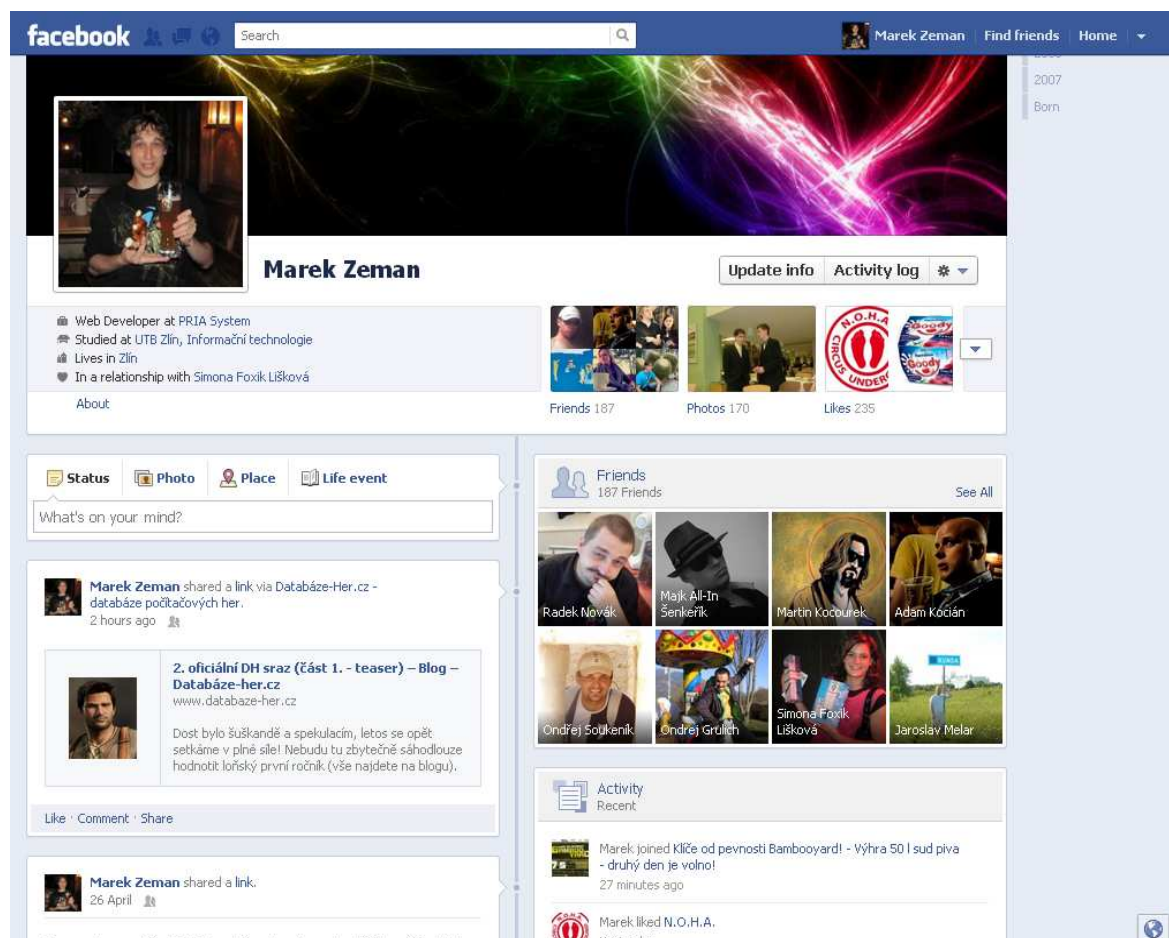 facebook
Search
Marek Zeman
Find friends
Home
2007
Born
Marek Zeman
Update info
Activity log
Web Developer at PRIA System
Studied at UTB Zlín, Informační technologie
Lives in Zlín
In a relationship with Simona Foxik Lišková
About
Friends 187
Photos 170
Likes 235
N.O.H.A.
CIRCUS UNDERG
Goody
Goody
Status
Photo
Place
Life event
What's on your mind?
Marek Zeman shared a link via Databáze-Her.cz -
databáze počítačových her.
2 hours ago
2. oficiální DH sraz (část 1. - teaser) – Blog –
Databáze-her.cz
www.databaze-her.cz
Dost bylo šuškandě a spekulacím, letos se opět
setkáme v plné síle! Nebudu tu zbytečně sáhodlouze
hodnotit loňský první ročník (vše najdete na blogu).
Like · Comment · Share
Marek Zeman shared a link.
26 April
Friends
187 Friends
See All
Radek Novák
Majk All-In
Šenkeřík
Martin Kocourek
Adam Kocián
Ondřej Soukeník
Ondrej Grulich
Simona Foxik
Lišková
Jaroslav Melar
Activity
Recent
Marek joined Klíče od pevnosti Bambooyard! - Výhra 50 l sud piva
- druhý den je volno!
27 minutes ago
Marek liked N.O.H.A.